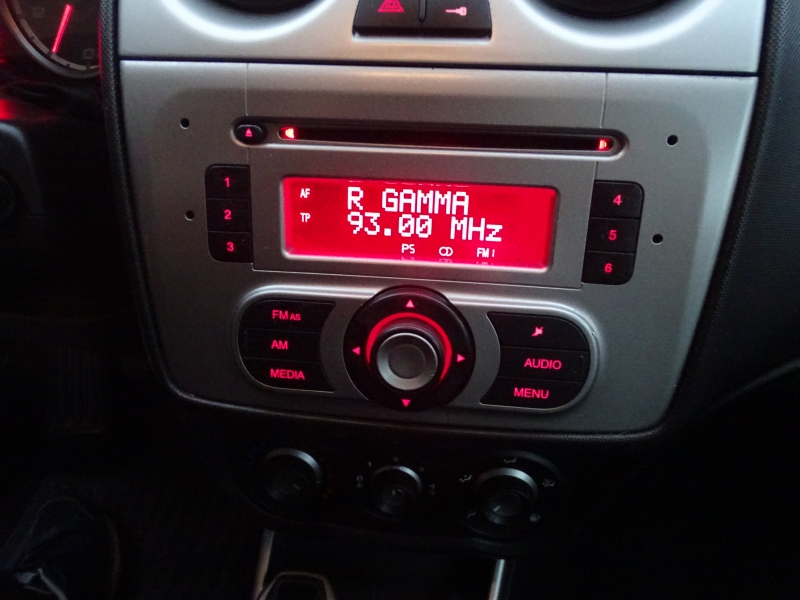 AF R GAMMA
TP 93.00 MHz
PS FM1
1
2
3
4
5
6
FM AS
AM
MEDIA
AUDIO
MENU